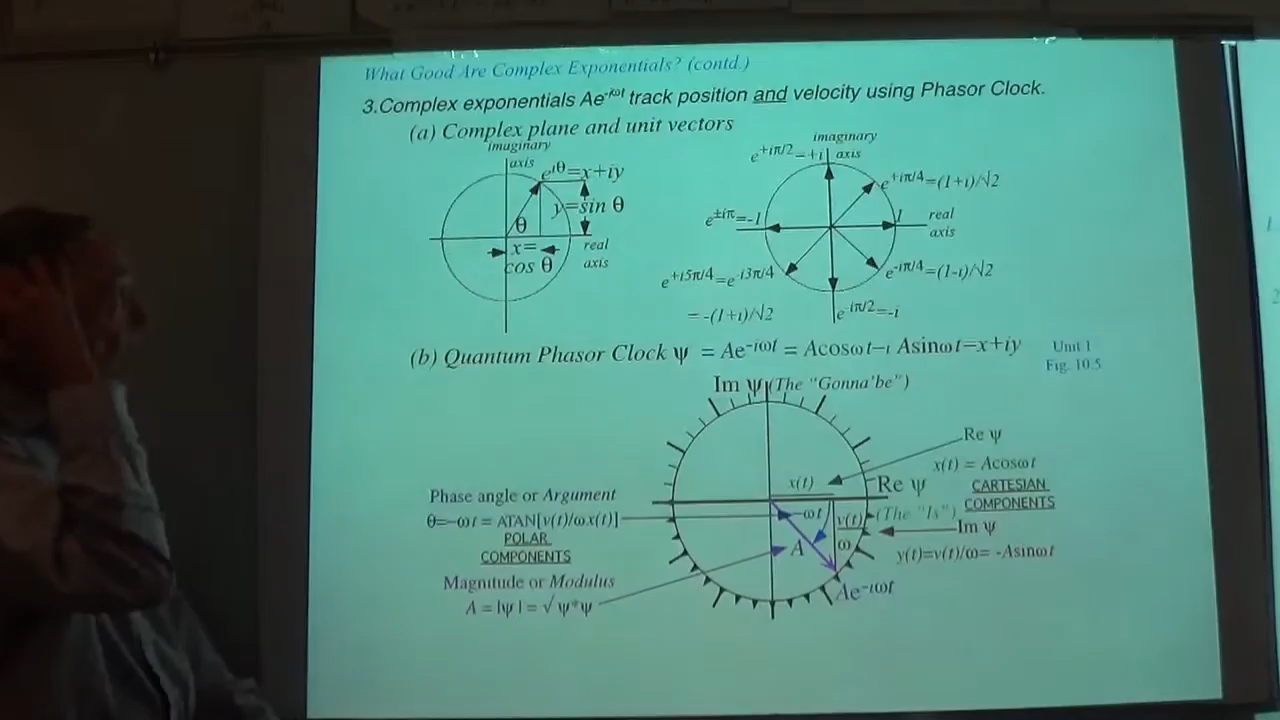 What Good Are Complex Exponentials? (contd.)
3.Complex exponentials Ae^-iωt track position and velocity using Phasor Clock.
(a) Complex plane and unit vectors
imaginary
axis
e^iθ=x+iy
y=sin θ
θ
x=
cos θ
real
axis
imaginary
axis
e^+iπ/2=+i
e^+iπ/4=(1+i)/√2
e^±iπ=-1
1
real
axis
e^+i5π/4=e^-i3π/4
= -(1+i)/√2
e^-iπ/4=(1-i)/√2
e^-iπ/2=-i
(b) Quantum Phasor Clock ψ = Ae^-iωt = Acosωt–i Asinωt=x+iy
Unit 1
Fig. 10.5
Im ψ (The "Gonna'be")
Re ψ
x(t) = Acosωt
x(t)
Re ψ
(The "Is")
CARTESIAN
COMPONENTS
Phase angle or Argument
θ=–ωt = ATAN[v(t)/ωx(t)]
POLAR
COMPONENTS
–ωt
v(t)
ω
Im ψ
y(t)=v(t)/ω= -Asinωt
A
Magnitude or Modulus
A = |ψ| = √ψ*ψ
Ae^-iωt